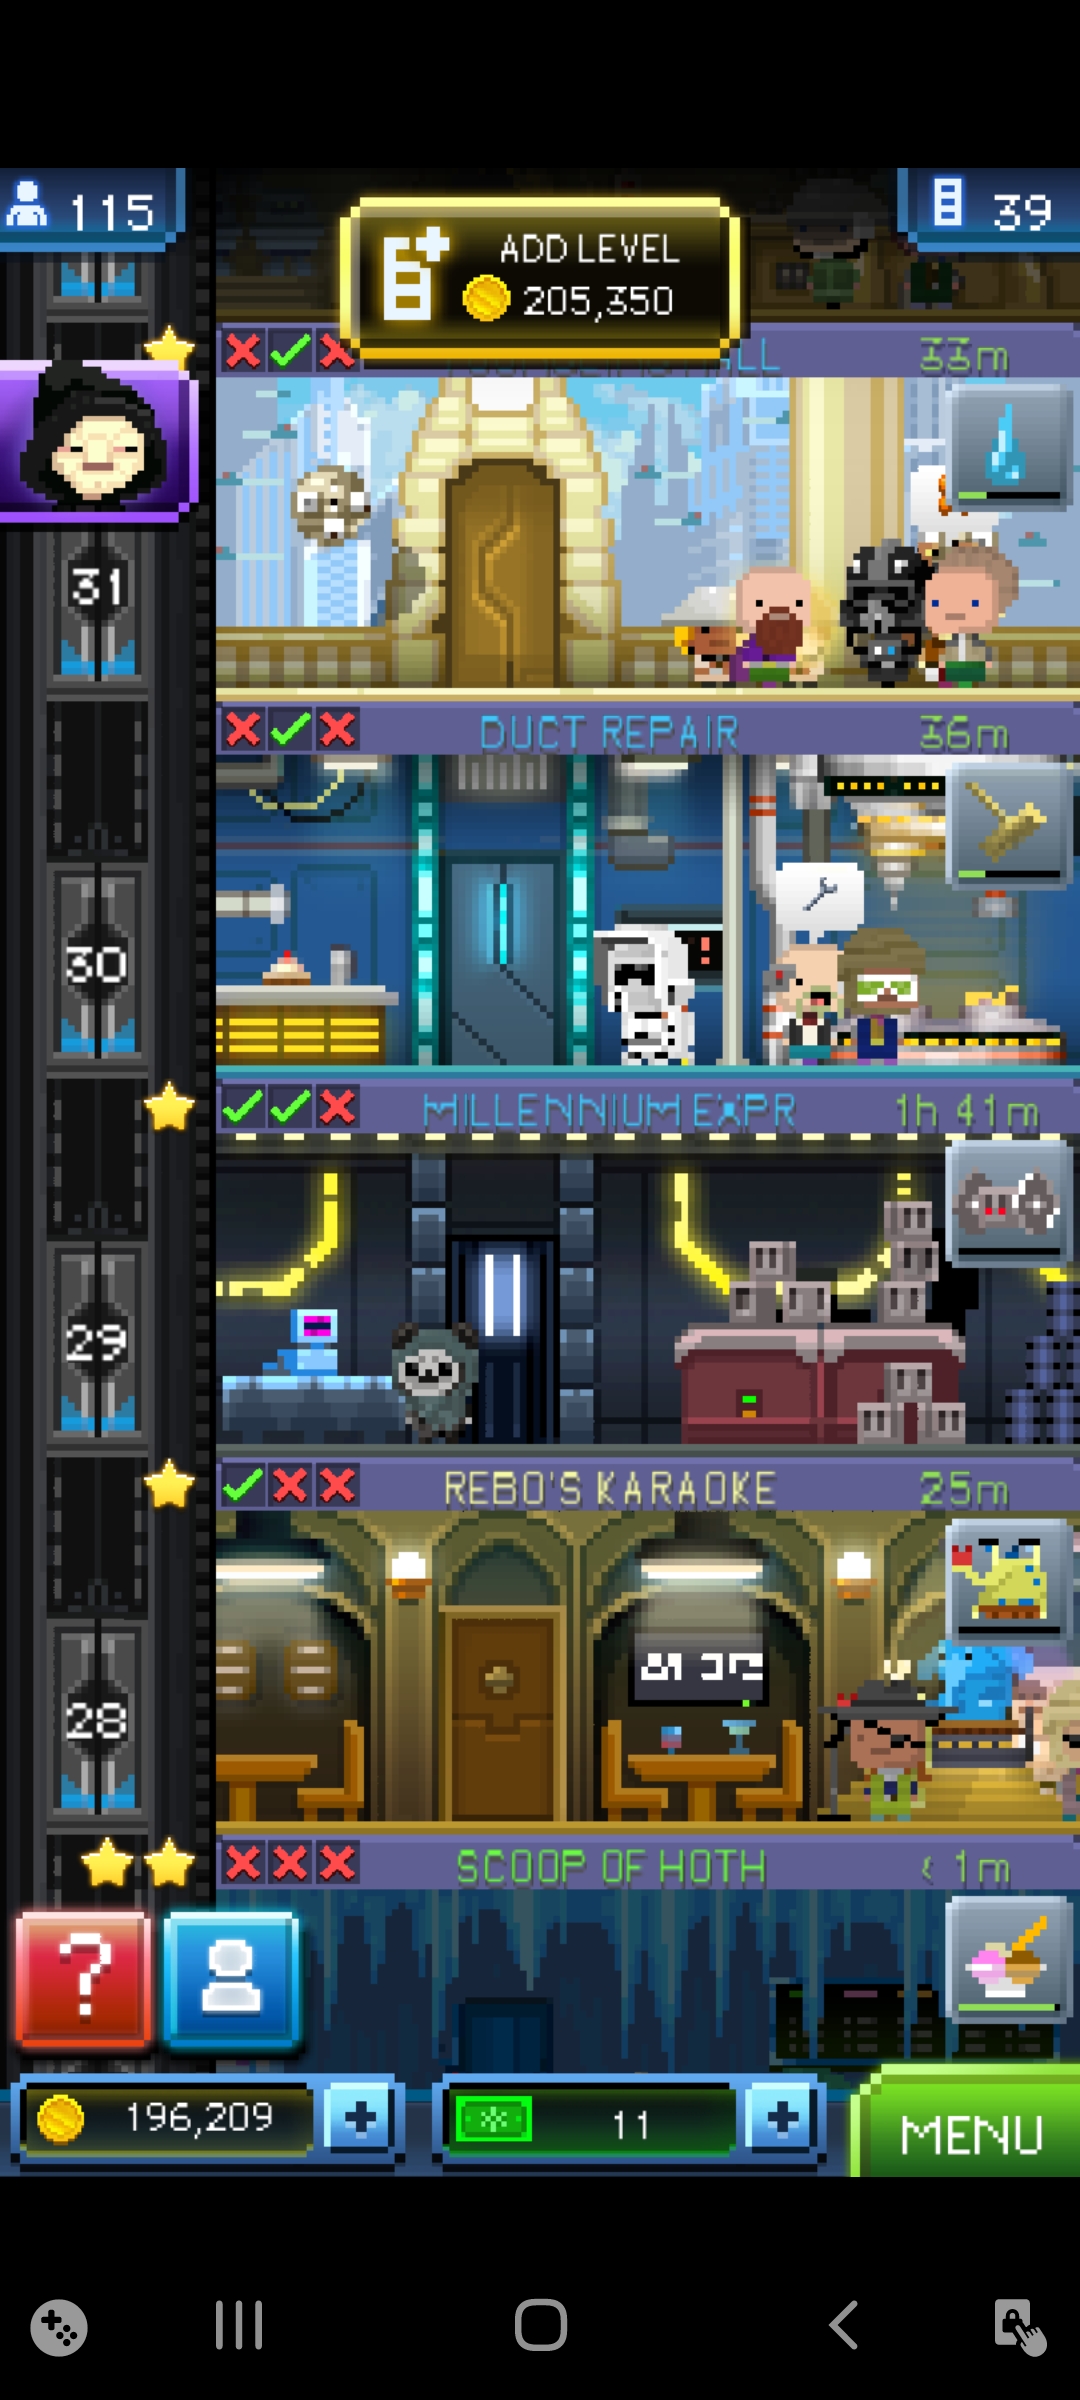 115
39
ADD LEVEL
205,350
ALL 33m
31
DUCT REPAIR 36m
30
MILLENNIUM EXPR 1h 41m
29
REBO'S KARAOKE 25m
28
SCOOP OF HOTH < 1m
?
196,209 +
11 +
MENU